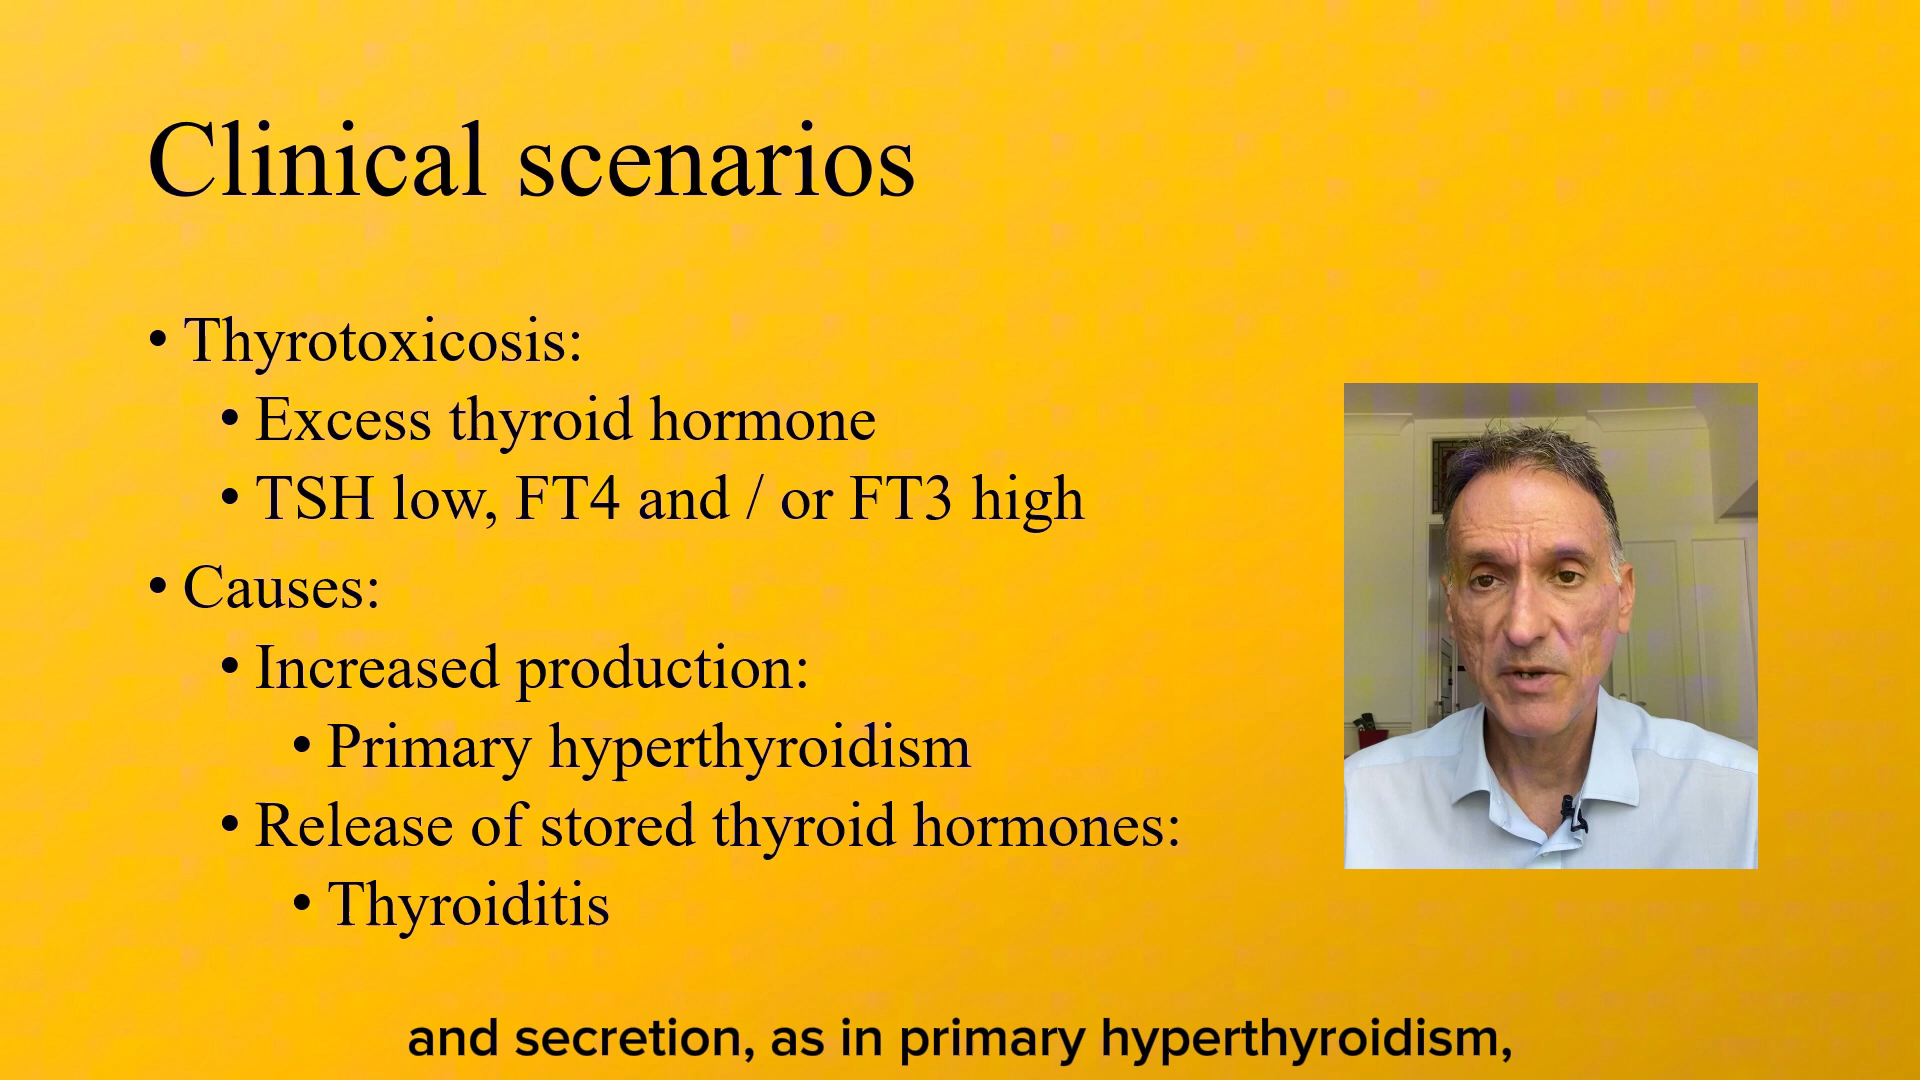 Clinical scenarios
• Thyrotoxicosis:
• Excess thyroid hormone
• TSH low, FT4 and / or FT3 high
• Causes:
• Increased production:
• Primary hyperthyroidism
• Release of stored thyroid hormones:
• Thyroiditis
and secretion, as in primary hyperthyroidism,